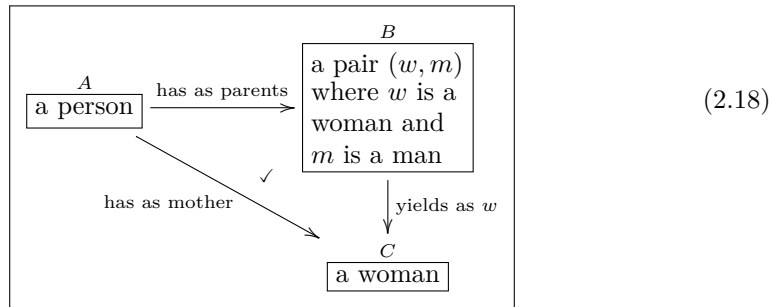 B
A
a pair (w, m)
where w is a
woman and
m is a man
a person
has as parents
(2.18)
✓
has as mother
yields as w
C
a woman